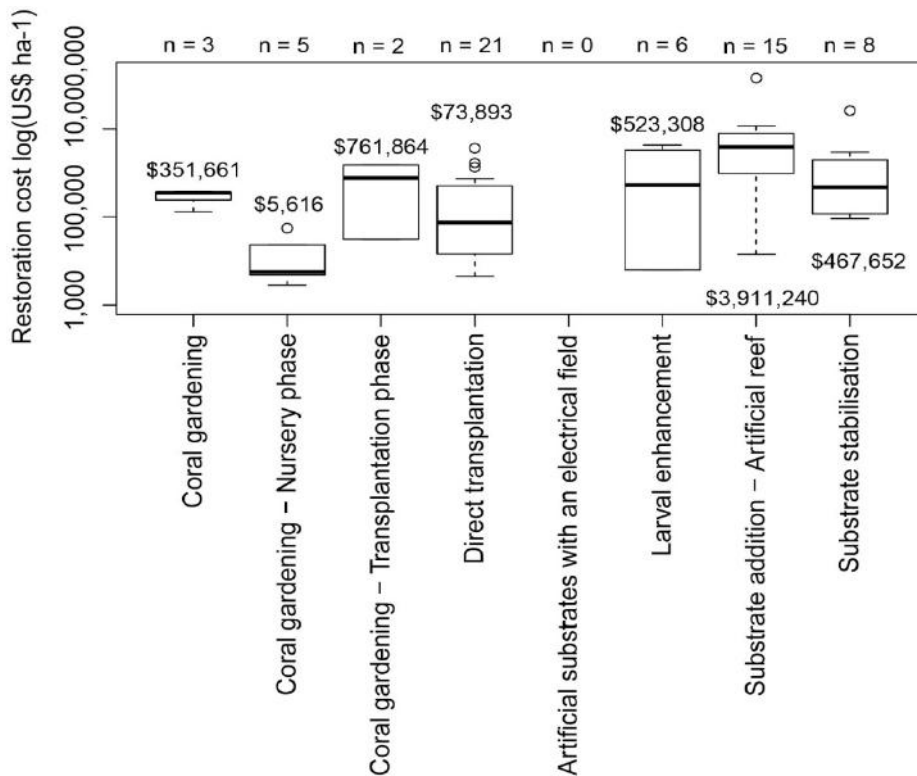 Restoration cost log(US$ ha-1)
n = 3 n = 5 n = 2 n = 21 n = 0 n = 6 n = 15 n = 8
10,000,000
100,000
1,000
$351,661
$5,616
$761,864
$73,893
$523,308
$3,911,240
$467,652
Coral gardening
Coral gardening − Nursery phase
Coral gardening − Transplantation phase
Direct transplantation
Artificial substrates with an electrical field
Larval enhancement
Substrate addition − Artificial reef
Substrate stabilisation